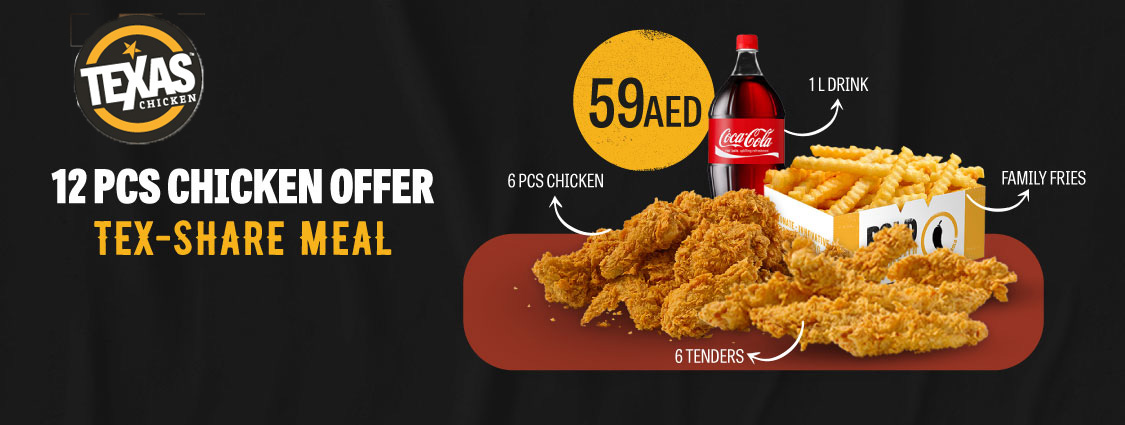 TEXAS
CHICKEN
12 PCS CHICKEN OFFER
TEX-SHARE MEAL
59AED
1 L DRINK
Coca-Cola
6 PCS CHICKEN
FAMILY FRIES
6 TENDERS